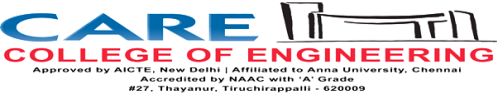 CARE
COLLEGE OF ENGINEERING
Approved by AICTE, New Delhi | Affiliated to Anna University, Chennai
Accredited by NAAC with 'A' Grade
#27, Thayanur, Tiruchirappalli - 620009